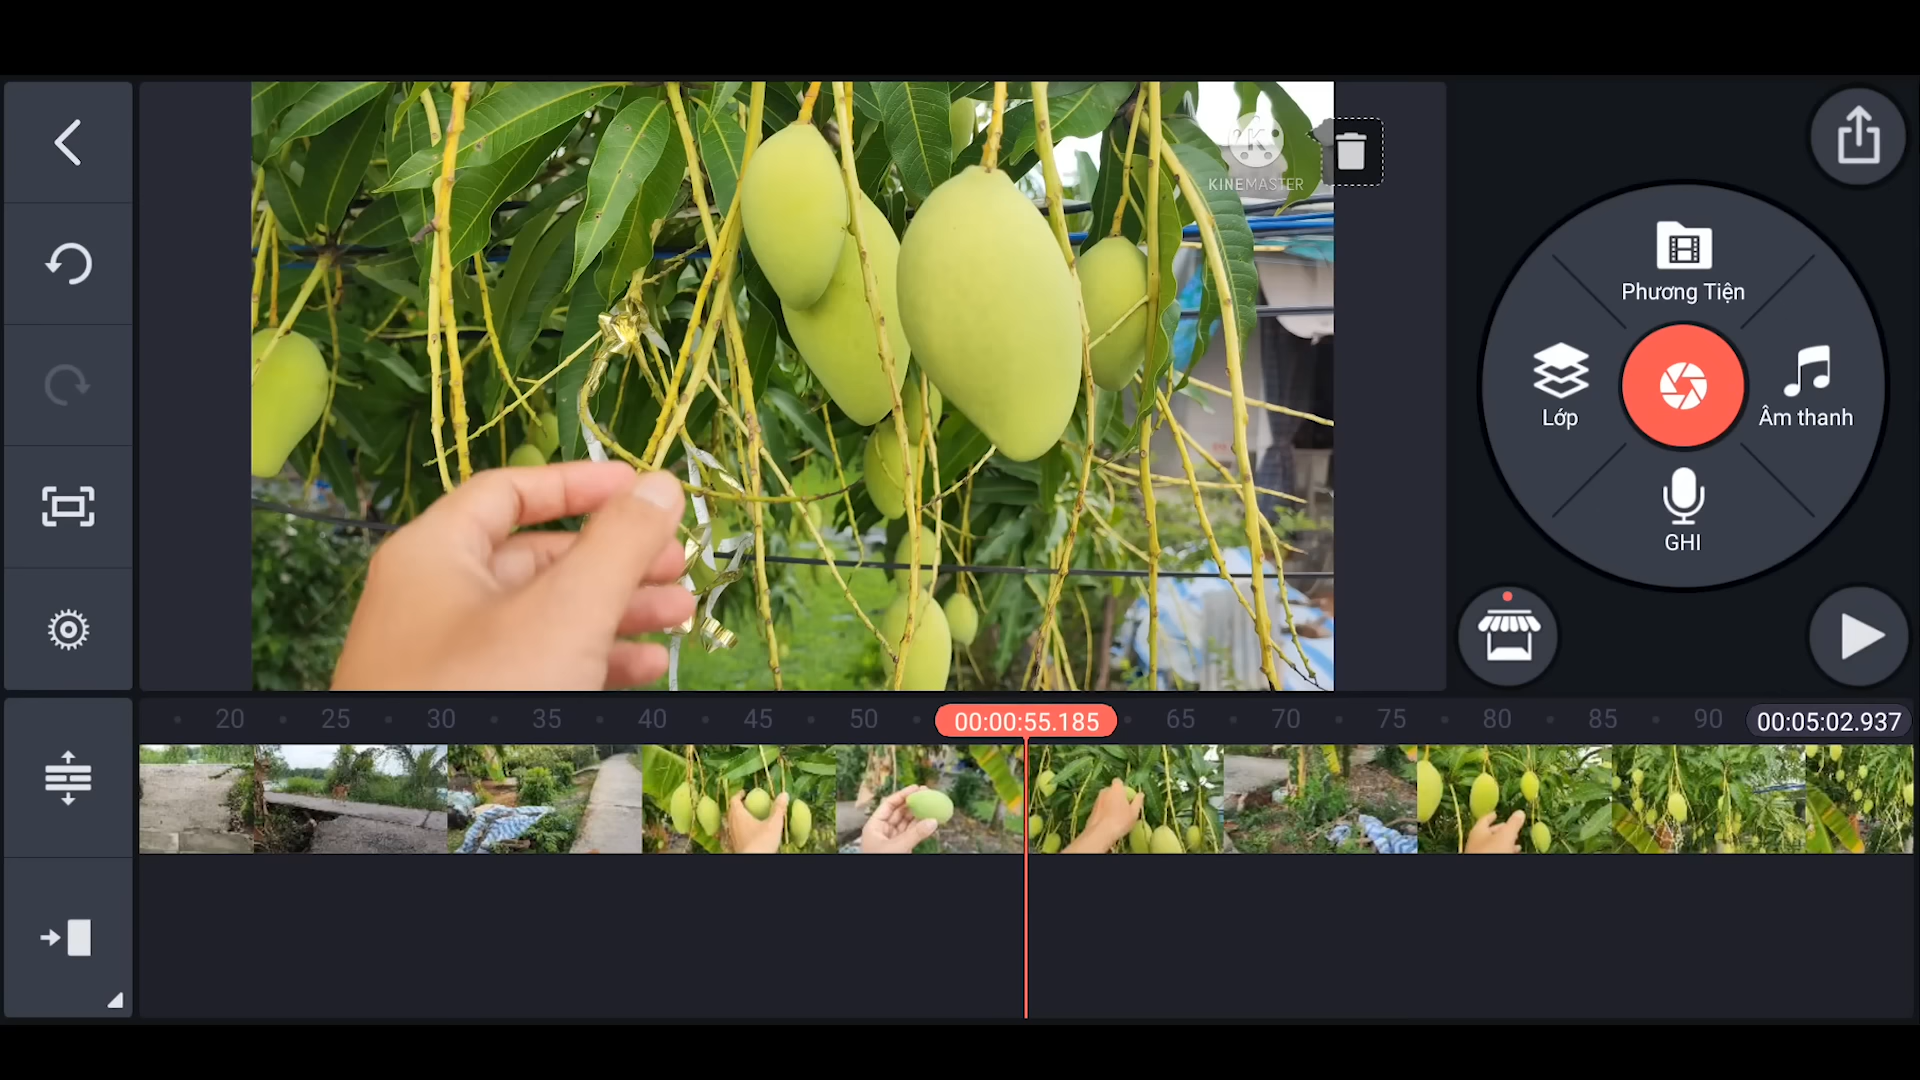 KINEMASTER
Phương Tiện
Lớp
Âm thanh
GHI
20 25 30 35 40 45 50 00:00:55.185 65 70 75 80 85 90 00:05:02.937